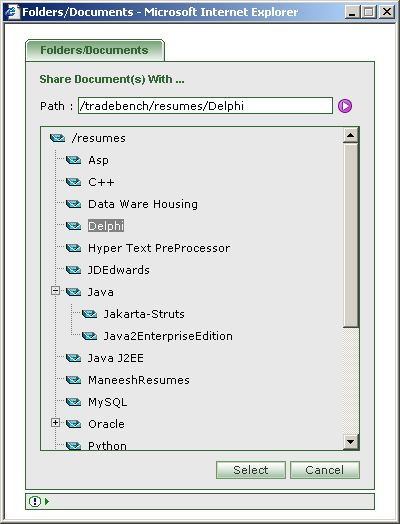 Folders/Documents - Microsoft Internet Explorer
Folders/Documents
Share Document(s) With ...
Path : /tradebench/resumes/Delphi
/resumes
Asp
C++
Data Ware Housing
Delphi
Hyper Text PreProcessor
JDEdwards
Java
Jakarta-Struts
Java2EnterpriseEdition
Java J2EE
ManeeshResumes
MySQL
Oracle
Python
Select Cancel